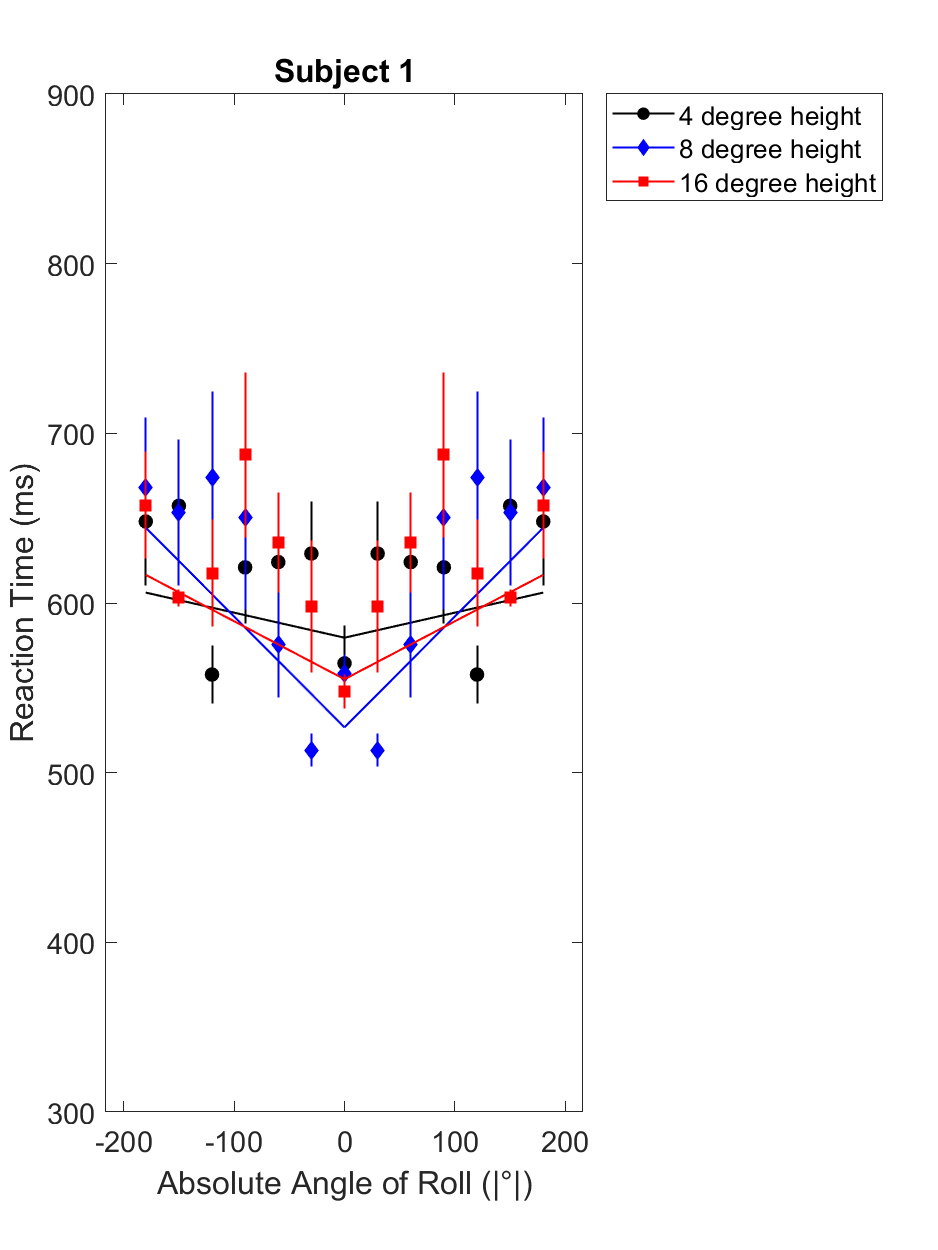 Subject 1
900
800
700
600
500
400
300
-200
-100
0
100
200
Reaction Time (ms)
Absolute Angle of Roll (|°|)
4 degree height
8 degree height
16 degree height